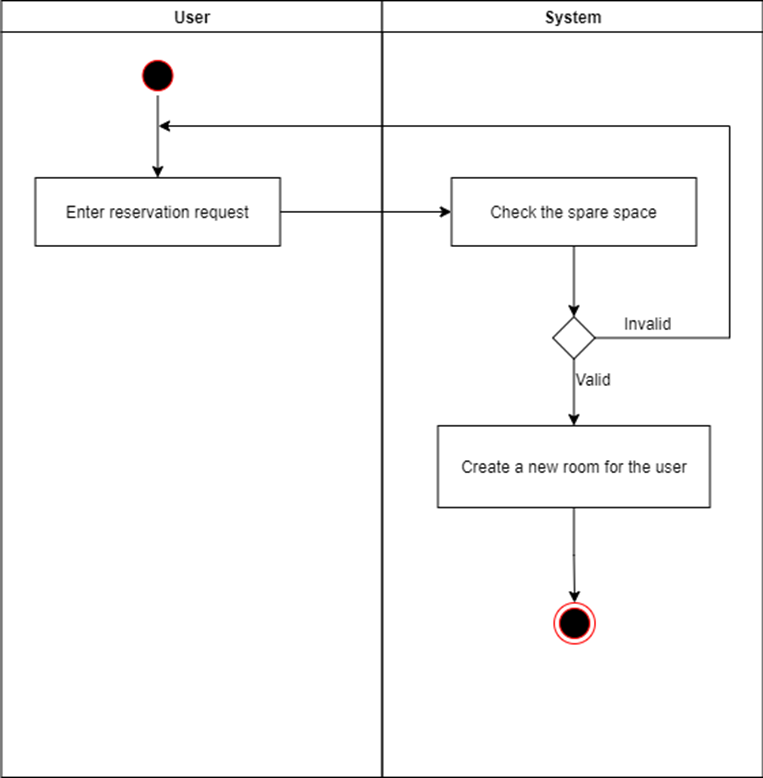 User
System
Enter reservation request
Check the spare space
Invalid
Valid
Create a new room for the user